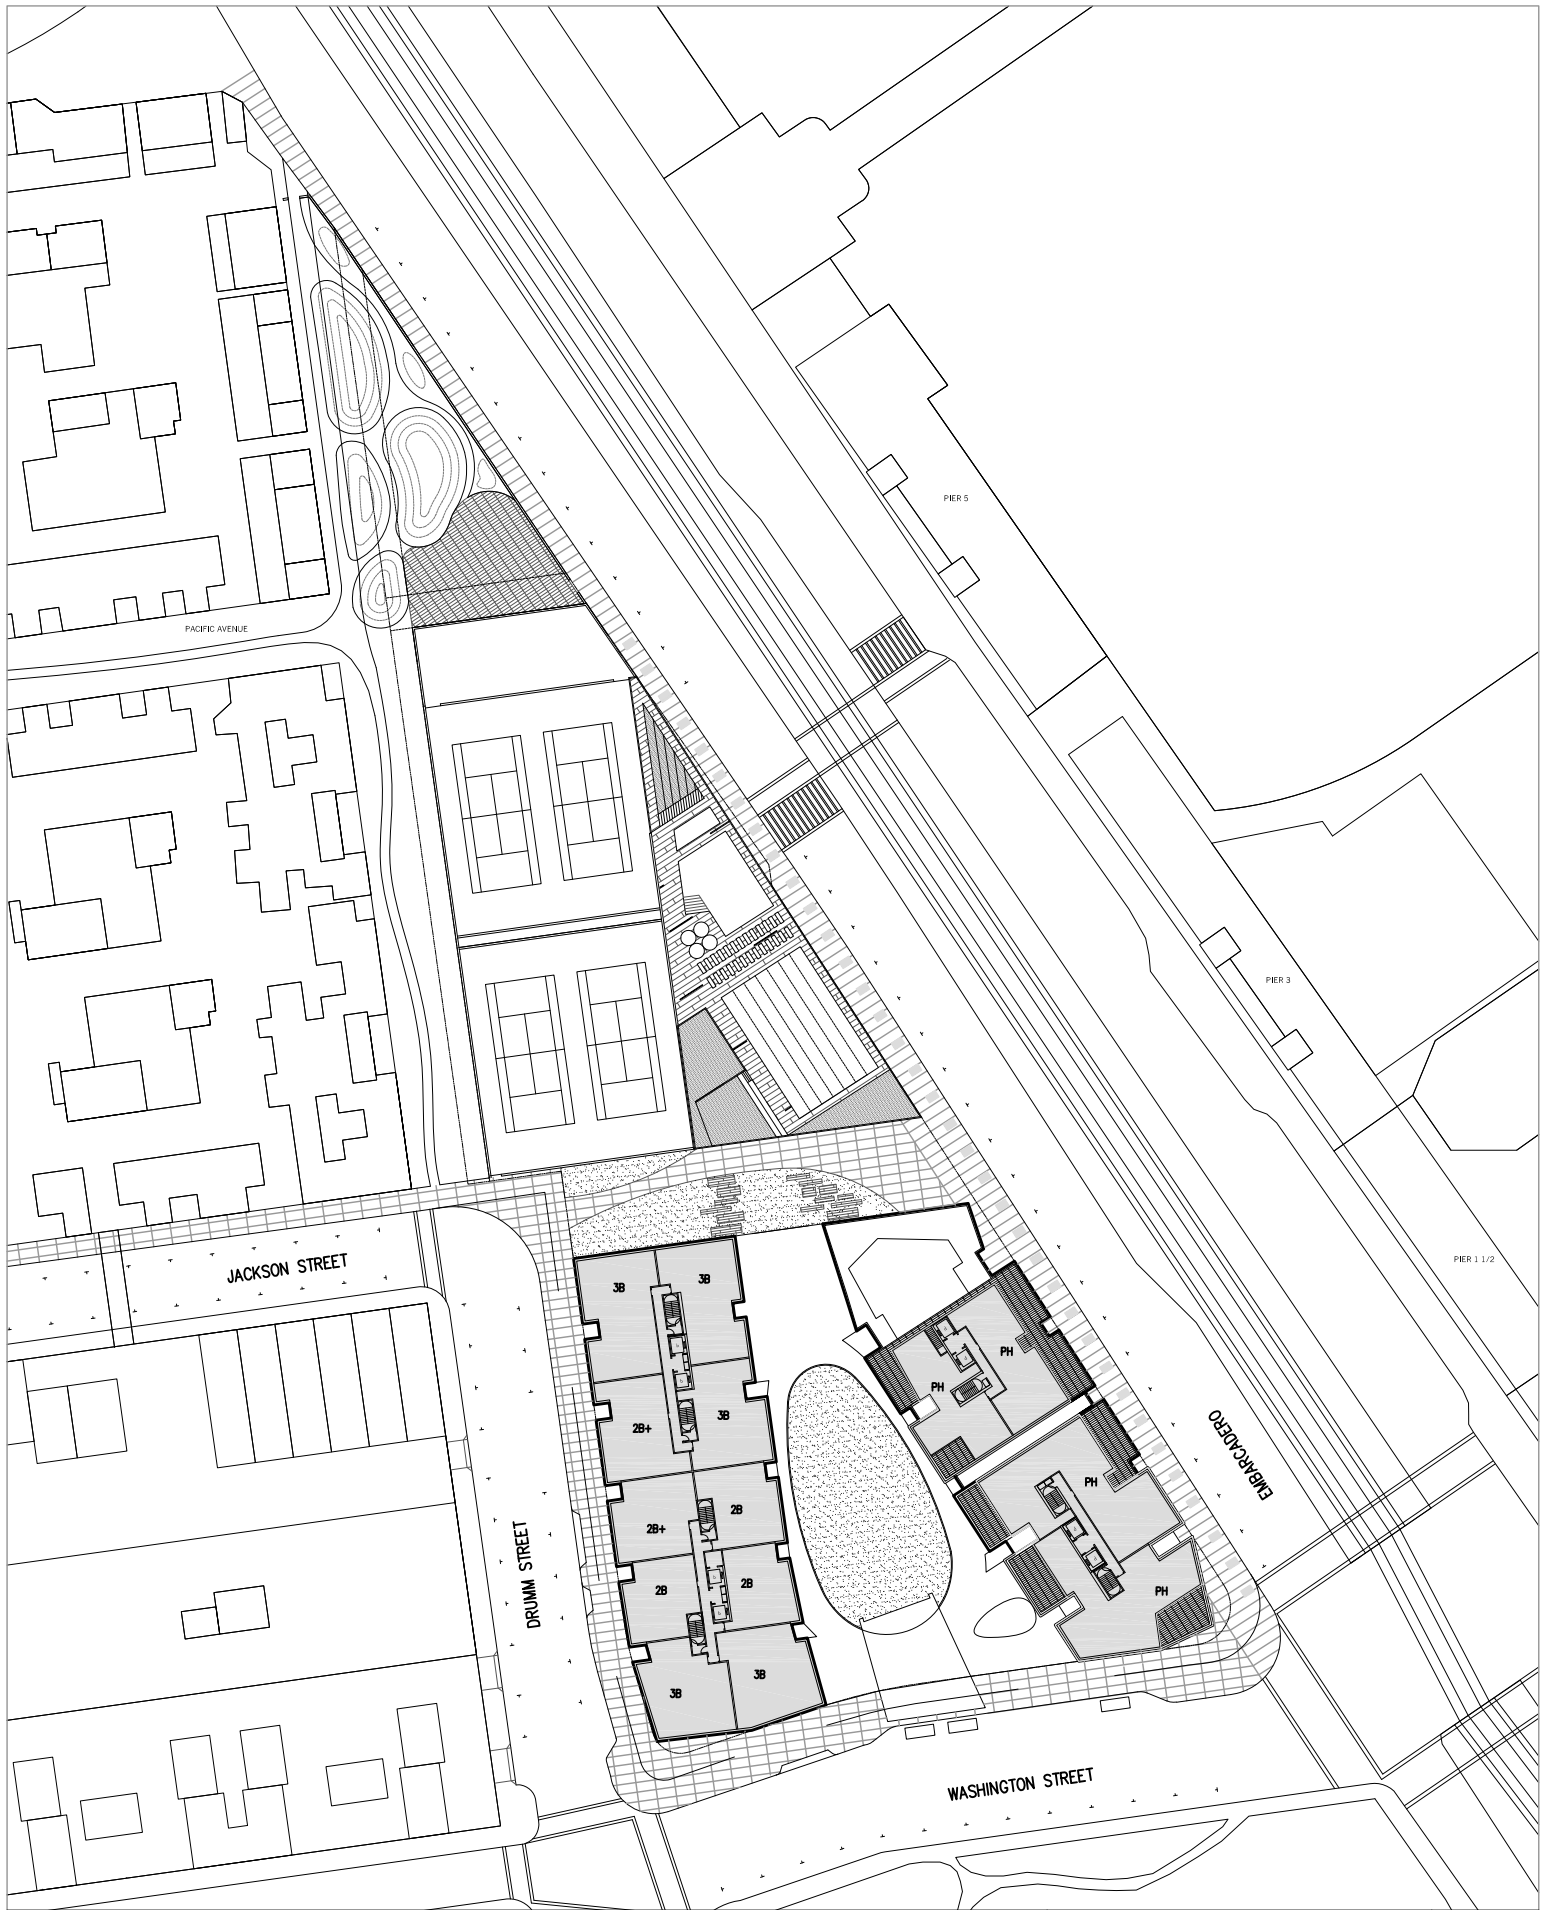 PIER 5
PACIFIC AVENUE
PIER 3
PIER 1 1/2
JACKSON STREET
3B
3B
PH
PH
2B+
3B
EMBARCADERO
PH
2B+
2B
DRUMM STREET
2B
2B
PH
3B
3B
WASHINGTON STREET